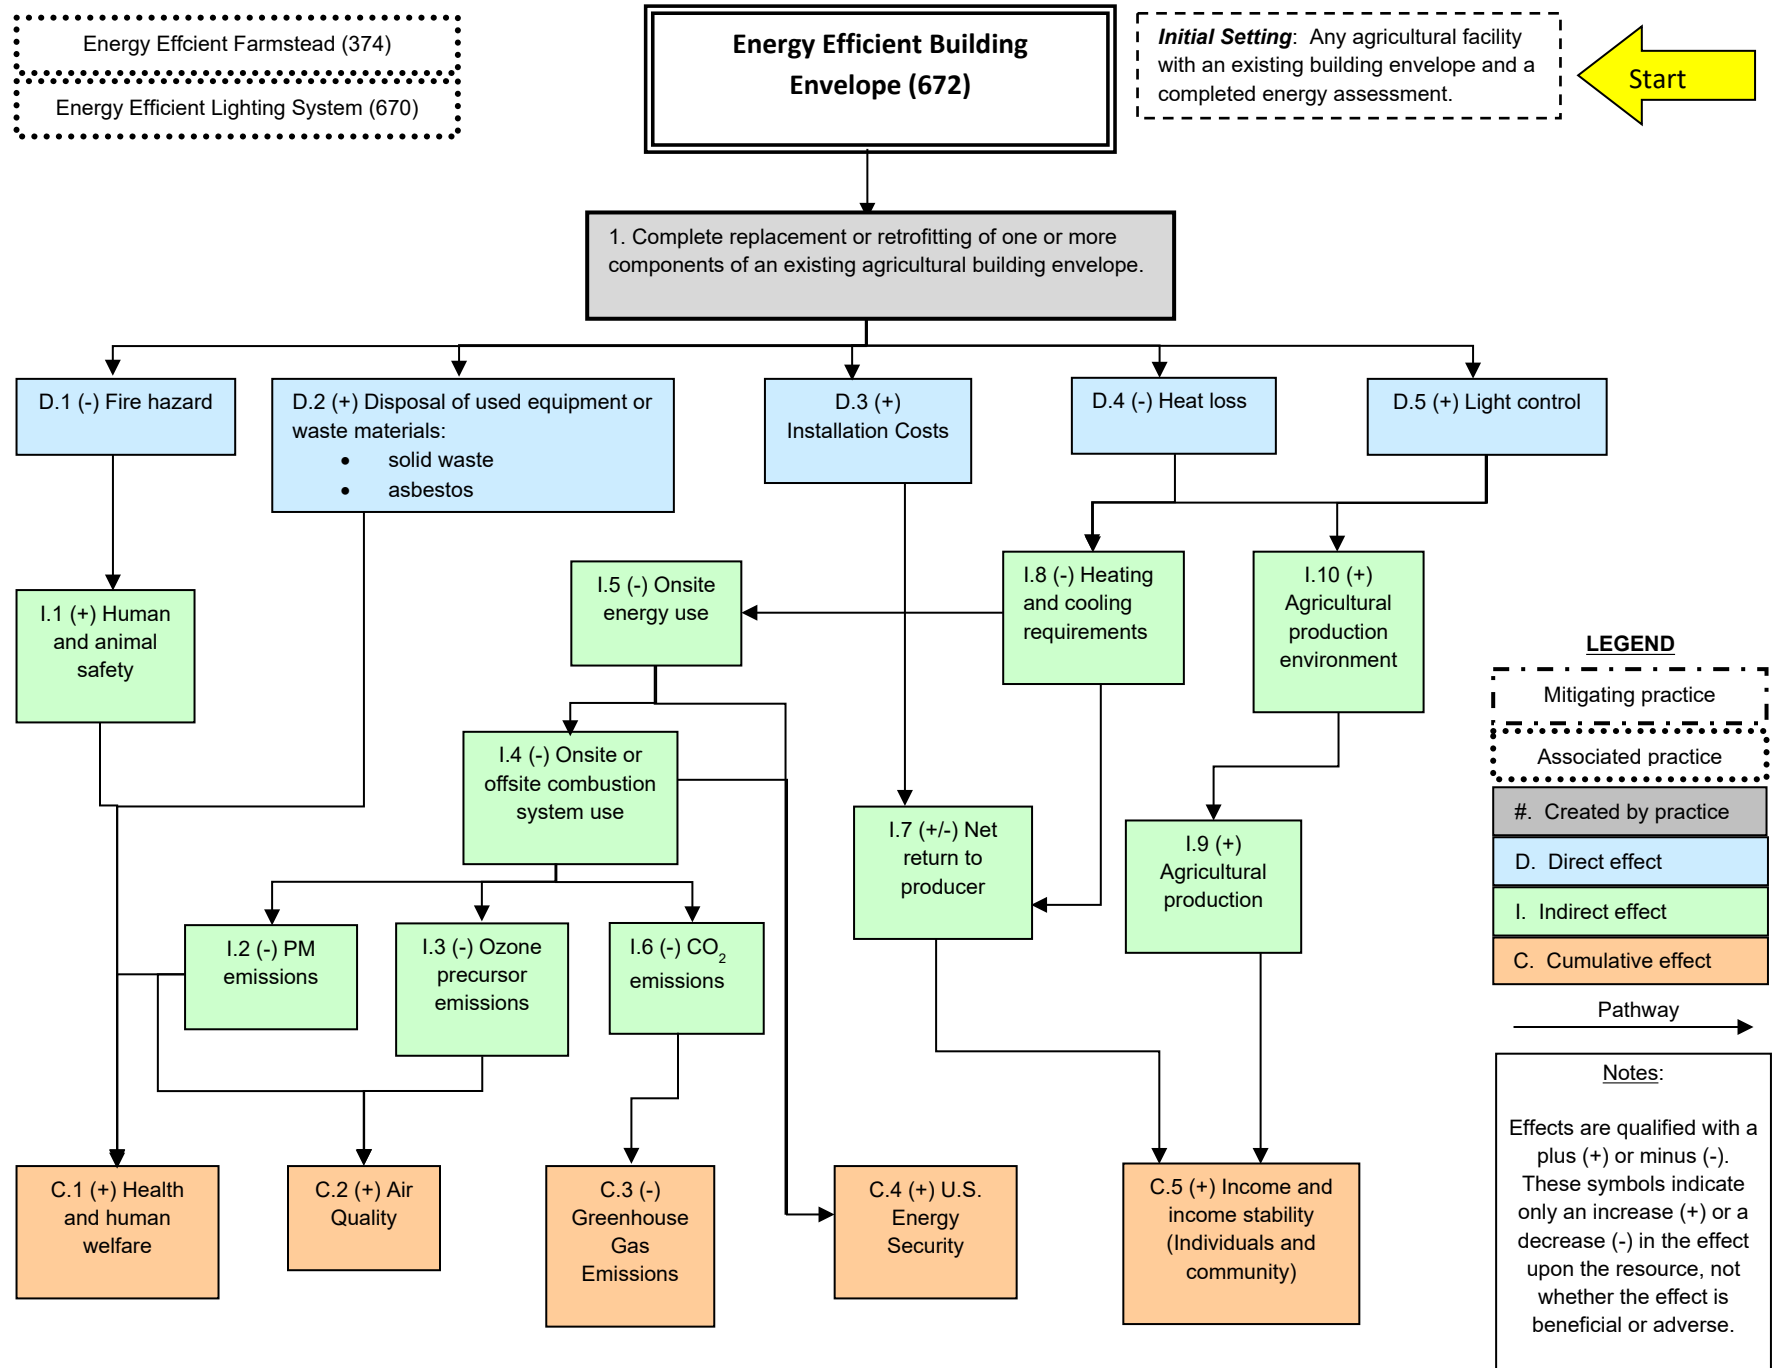 Energy Effcient Farmstead (374)
Energy Efficient Lighting System (670)
Energy Efficient Building
Envelope (672)
Initial Setting: Any agricultural facility
with an existing building envelope and a
completed energy assessment.
Start
1. Complete replacement or retrofitting of one or more
components of an existing agricultural building envelope.
D.1 (-) Fire hazard
D.2 (+) Disposal of used equipment or
waste materials:
• solid waste
• asbestos
D.3 (+)
Installation Costs
D.4 (-) Heat loss
D.5 (+) Light control
I.1 (+) Human
and animal
safety
I.5 (-) Onsite
energy use
I.8 (-) Heating
and cooling
requirements
I.10 (+)
Agricultural
production
environment
I.4 (-) Onsite or
offsite combustion
system use
I.7 (+/-) Net
return to
producer
I.9 (+)
Agricultural
production
I.2 (-) PM
emissions
I.3 (-) Ozone
precursor
emissions
I.6 (-) CO2
emissions
C.1 (+) Health
and human
welfare
C.2 (+) Air
Quality
C.3 (-)
Greenhouse
Gas
Emissions
C.4 (+) U.S.
Energy
Security
C.5 (+) Income and
income stability
(Individuals and
community)
LEGEND
Mitigating practice
Associated practice
#. Created by practice
D. Direct effect
I. Indirect effect
C. Cumulative effect
Pathway
Notes:
Effects are qualified with a
plus (+) or minus (-).
These symbols indicate
only an increase (+) or a
decrease (-) in the effect
upon the resource, not
whether the effect is
beneficial or adverse.